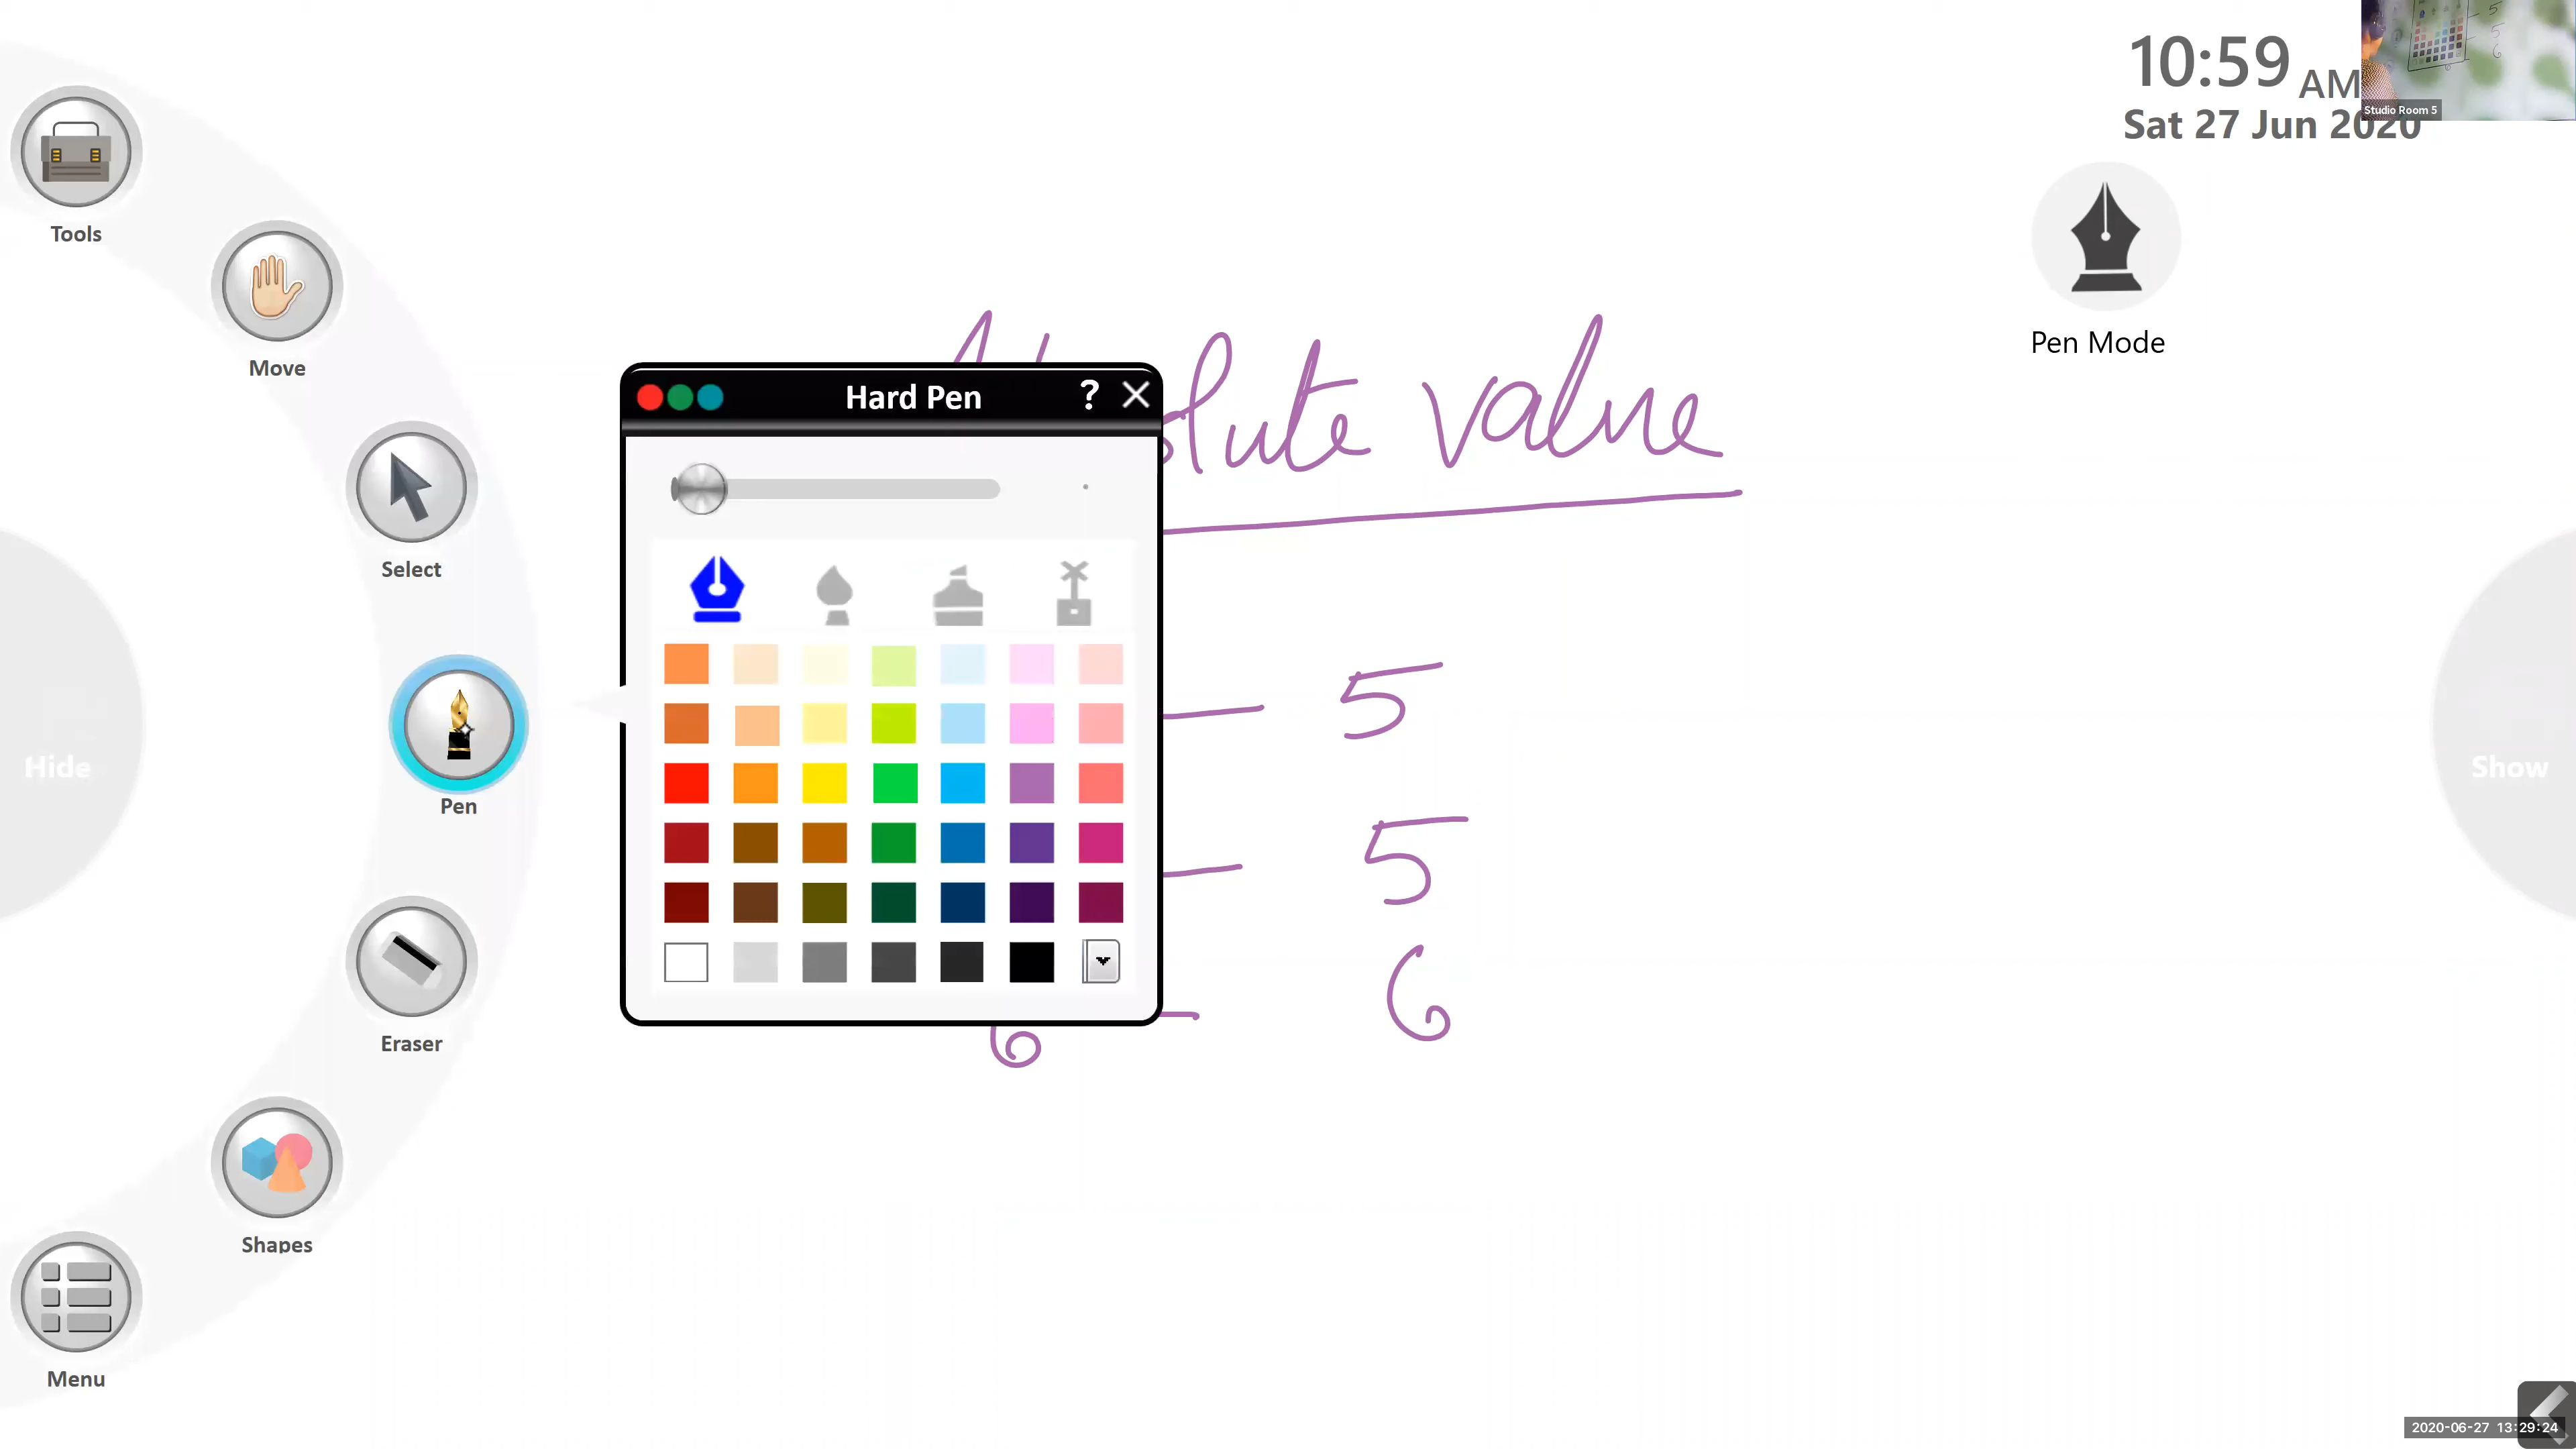 10:59 AM
Studio Room 5
Sat 27 Jun 2020
Tools
Move
Pen Mode
Hard Pen ?
value
Select
5
Hide
Show
Pen
5
6
6
Eraser
Shapes
Menu
2020-06-27 13:29:24